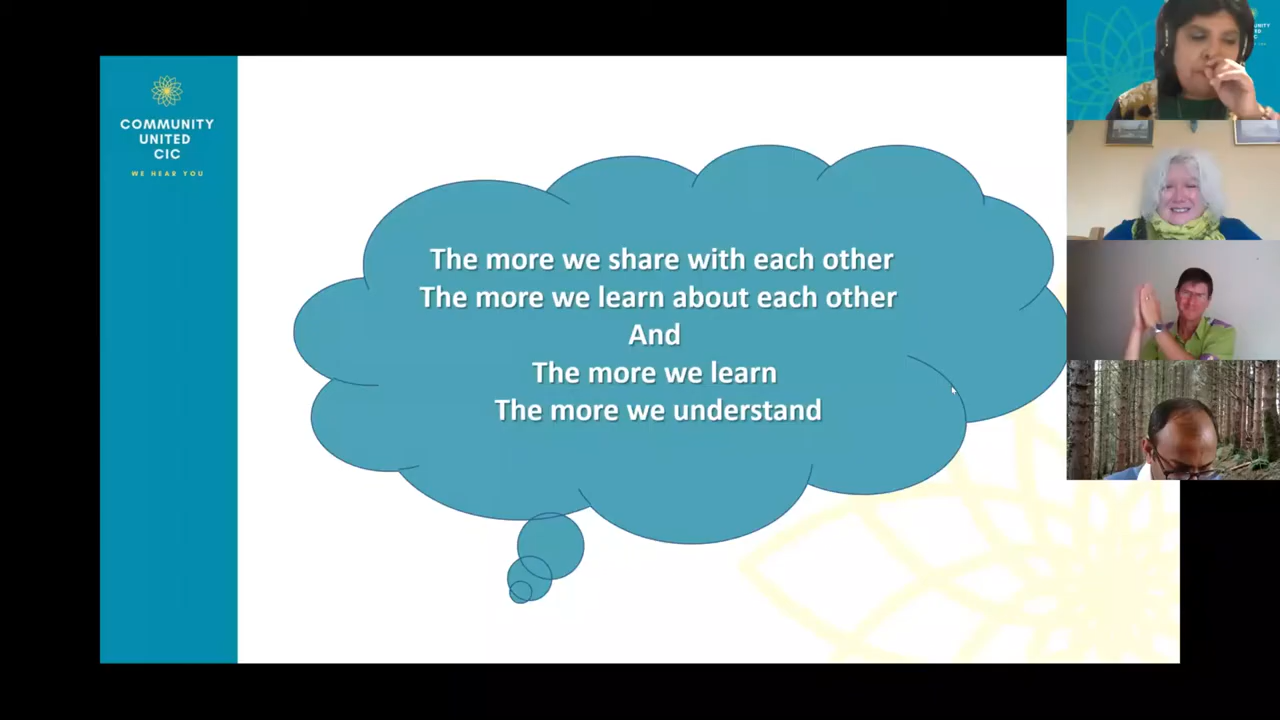 COMMUNITY
UNITED
CIC
WE HEAR YOU
The more we share with each other
The more we learn about each other
And
The more we learn
The more we understand